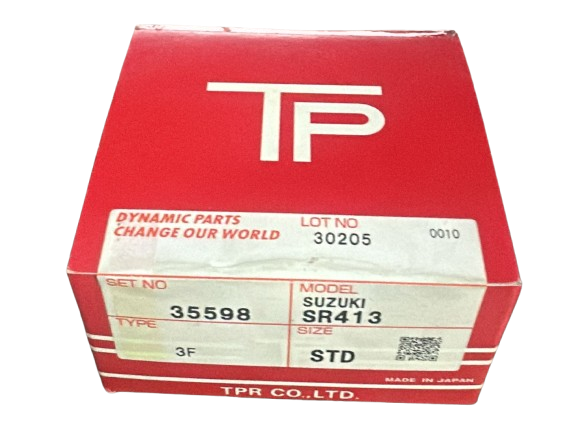 TP
DYNAMIC PARTS
CHANGE OUR WORLD
LOT NO
30205
0010
SET NO
35598
MODEL
SUZUKI
SR413
TYPE
3F
SIZE
STD
MADE IN JAPAN
TPR CO.,LTD.